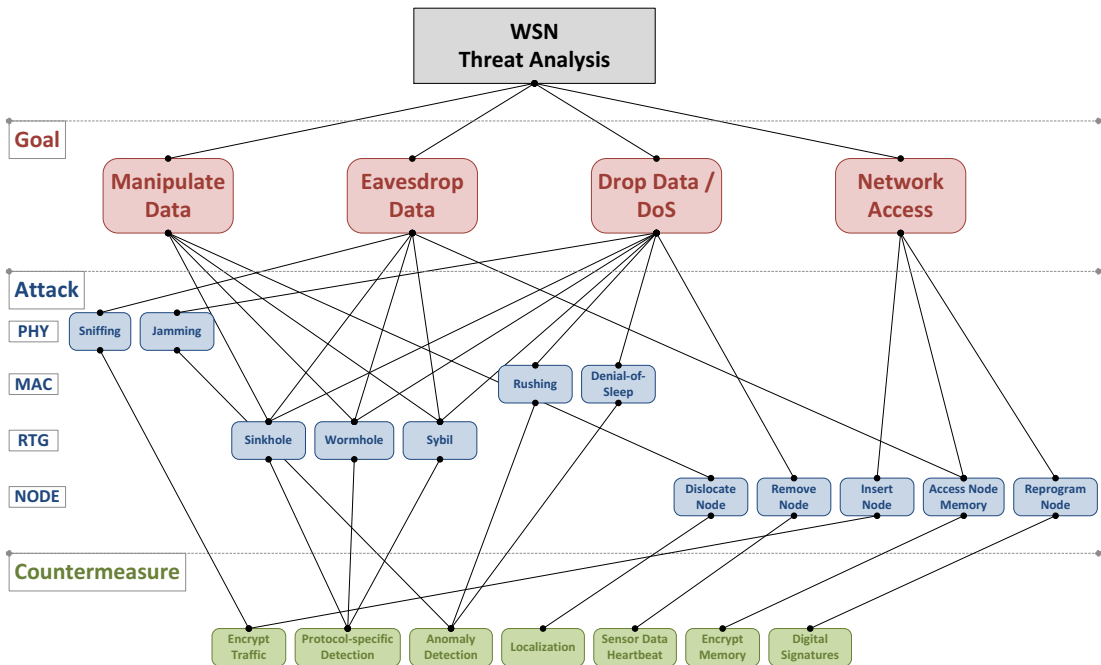 WSN
Threat Analysis
Goal
Manipulate
Data
Eavesdrop
Data
Drop Data /
DoS
Network
Access
Attack
PHY
Sniffing
Jamming
MAC
Rushing
Denial-of-
Sleep
RTG
Sinkhole
Wormhole
Sybil
NODE
Dislocate
Node
Remove
Node
Insert
Node
Access Node
Memory
Reprogram
Node
Countermeasure
Encrypt
Traffic
Protocol-specific
Detection
Anomaly
Detection
Localization
Sensor Data
Heartbeat
Encrypt
Memory
Digital
Signatures